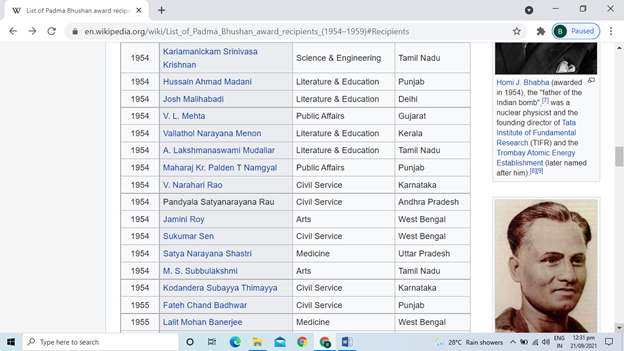 List of Padma Bhushan award recip
en.wikipedia.org/wiki/List_of_Padma_Bhushan_award_recipients_(1954–1959)#Recipients
B Paused
1954 Kariamanickam Srinivasa Krishnan Science & Engineering Tamil Nadu
1954 Hussain Ahmad Madani Literature & Education Punjab
1954 Josh Malihabadi Literature & Education Delhi
1954 V. L. Mehta Public Affairs Gujarat
1954 Vallathol Narayana Menon Literature & Education Kerala
1954 A. Lakshmanaswami Mudaliar Literature & Education Tamil Nadu
1954 Maharaj Kr. Palden T Namgyal Public Affairs Punjab
1954 V. Narahari Rao Civil Service Karnataka
1954 Pandyala Satyanarayana Rau Civil Service Andhra Pradesh
1954 Jamini Roy Arts West Bengal
1954 Sukumar Sen Civil Service West Bengal
1954 Satya Narayana Shastri Medicine Uttar Pradesh
1954 M. S. Subbulakshmi Arts Tamil Nadu
1954 Kodandera Subayya Thimayya Civil Service Karnataka
1955 Fateh Chand Badhwar Civil Service Punjab
1955 Lalit Mohan Banerjee Medicine West Bengal
Homi J. Bhabha (awarded
in 1954), the "father of the
Indian bomb",[7] was a
nuclear physicist and the
founding director of Tata
Institute of Fundamental
Research (TIFR) and the
Trombay Atomic Energy
Establishment (later named
after him).[8][9]
Type here to search
28°C Rain showers
ENG
IN
12:31 pm
21/09/2021